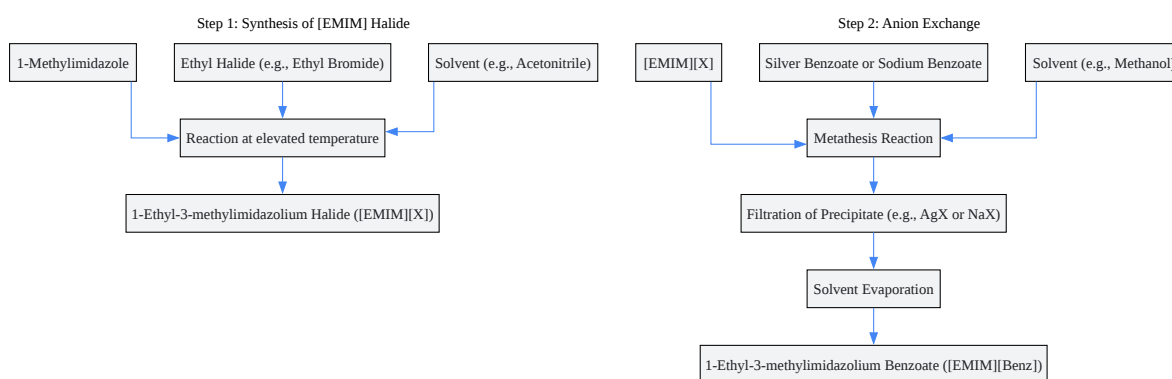 Step 1: Synthesis of [EMIM] Halide
1-Methylimidazole
Ethyl Halide (e.g., Ethyl Bromide)
Solvent (e.g., Acetonitrile)
Reaction at elevated temperature
1-Ethyl-3-methylimidazolium Halide ([EMIM][X])
Step 2: Anion Exchange
[EMIM][X]
Silver Benzoate or Sodium Benzoate
Solvent (e.g., Methanol)
Metathesis Reaction
Filtration of Precipitate (e.g., AgX or NaX)
Solvent Evaporation
1-Ethyl-3-methylimidazolium Benzoate ([EMIM][Benz])